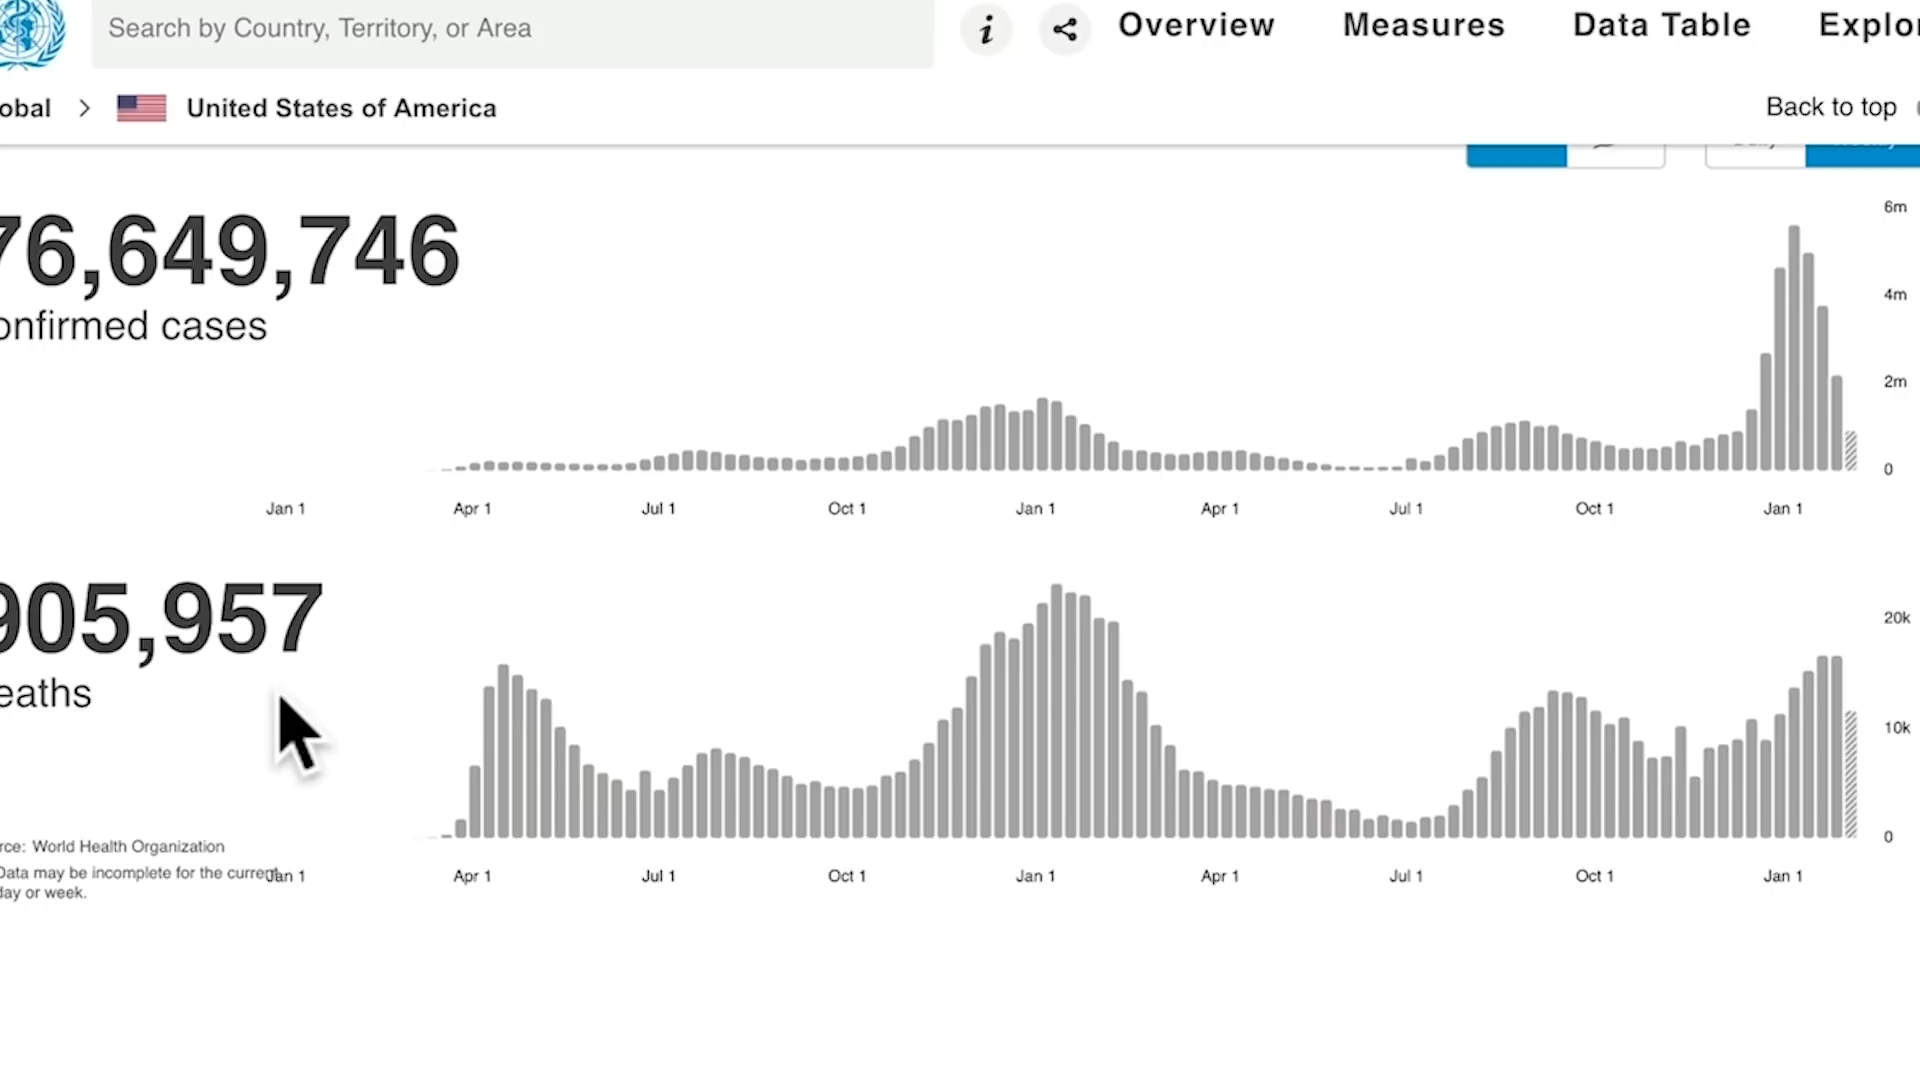 Search by Country, Territory, or Area
i
Overview
Measures
Data Table
Explo
obal > United States of America
Back to top
76,649,746
onfirmed cases
6m
4m
2m
0
Jan 1
Apr 1
Jul 1
Oct 1
Jan 1
Apr 1
Jul 1
Oct 1
Jan 1
905,957
eaths
20k
10k
0
rce: World Health Organization
Data may be incomplete for the current
day or week.
Jan 1
Apr 1
Jul 1
Oct 1
Jan 1
Apr 1
Jul 1
Oct 1
Jan 1